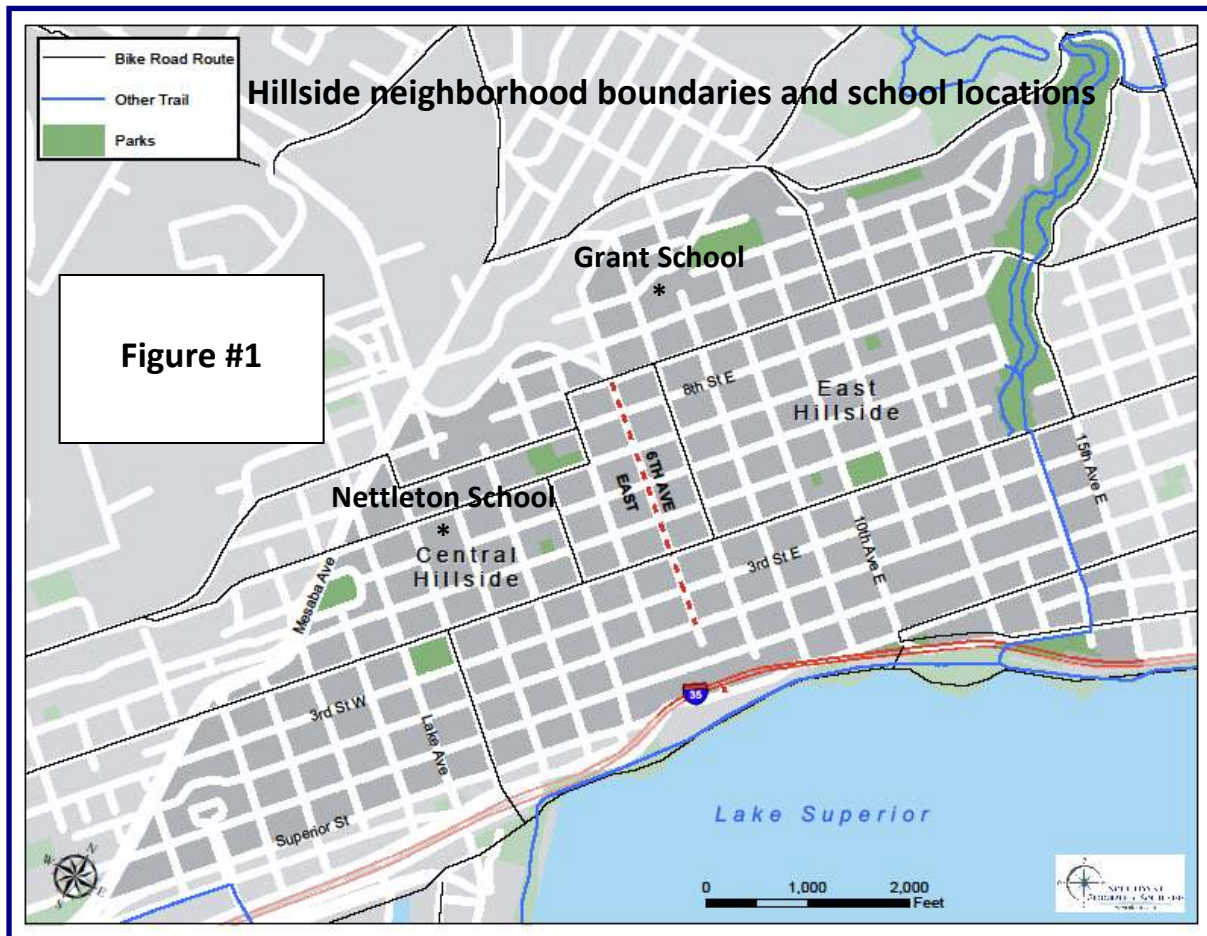 Bike Road Route
Other Trail
Parks
Hillside neighborhood boundaries and school locations
Figure #1
Grant School
*
8th St E
East
Hillside
6TH AVE
EAST
Nettleton School
*
Central
Hillside
Mesaba Ave
15th Ave E
10th Ave E
3rd St E
3rd St W
Lake Ave
35
Superior St
Lake Superior
N
W
E
S
0 1,000 2,000
Feet